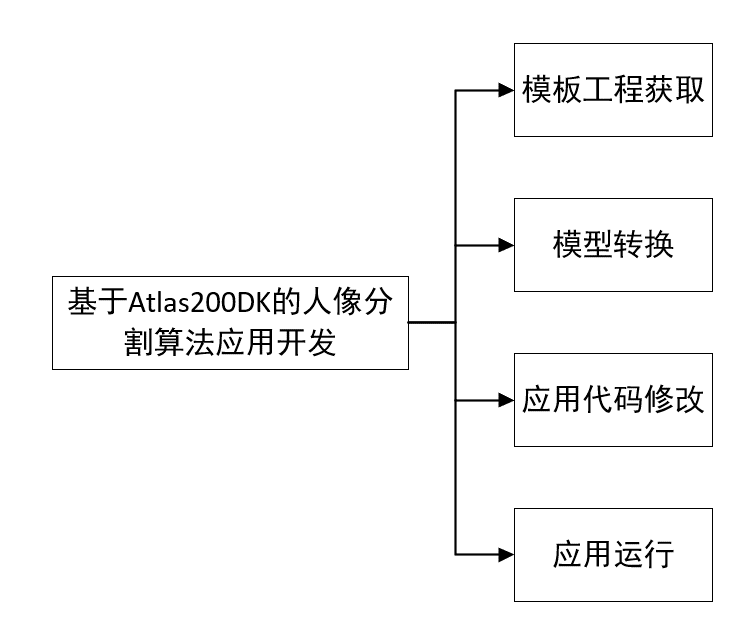 模板工程获取
模型转换
基于Atlas200DK的人像分
割算法应用开发
应用代码修改
应用运行